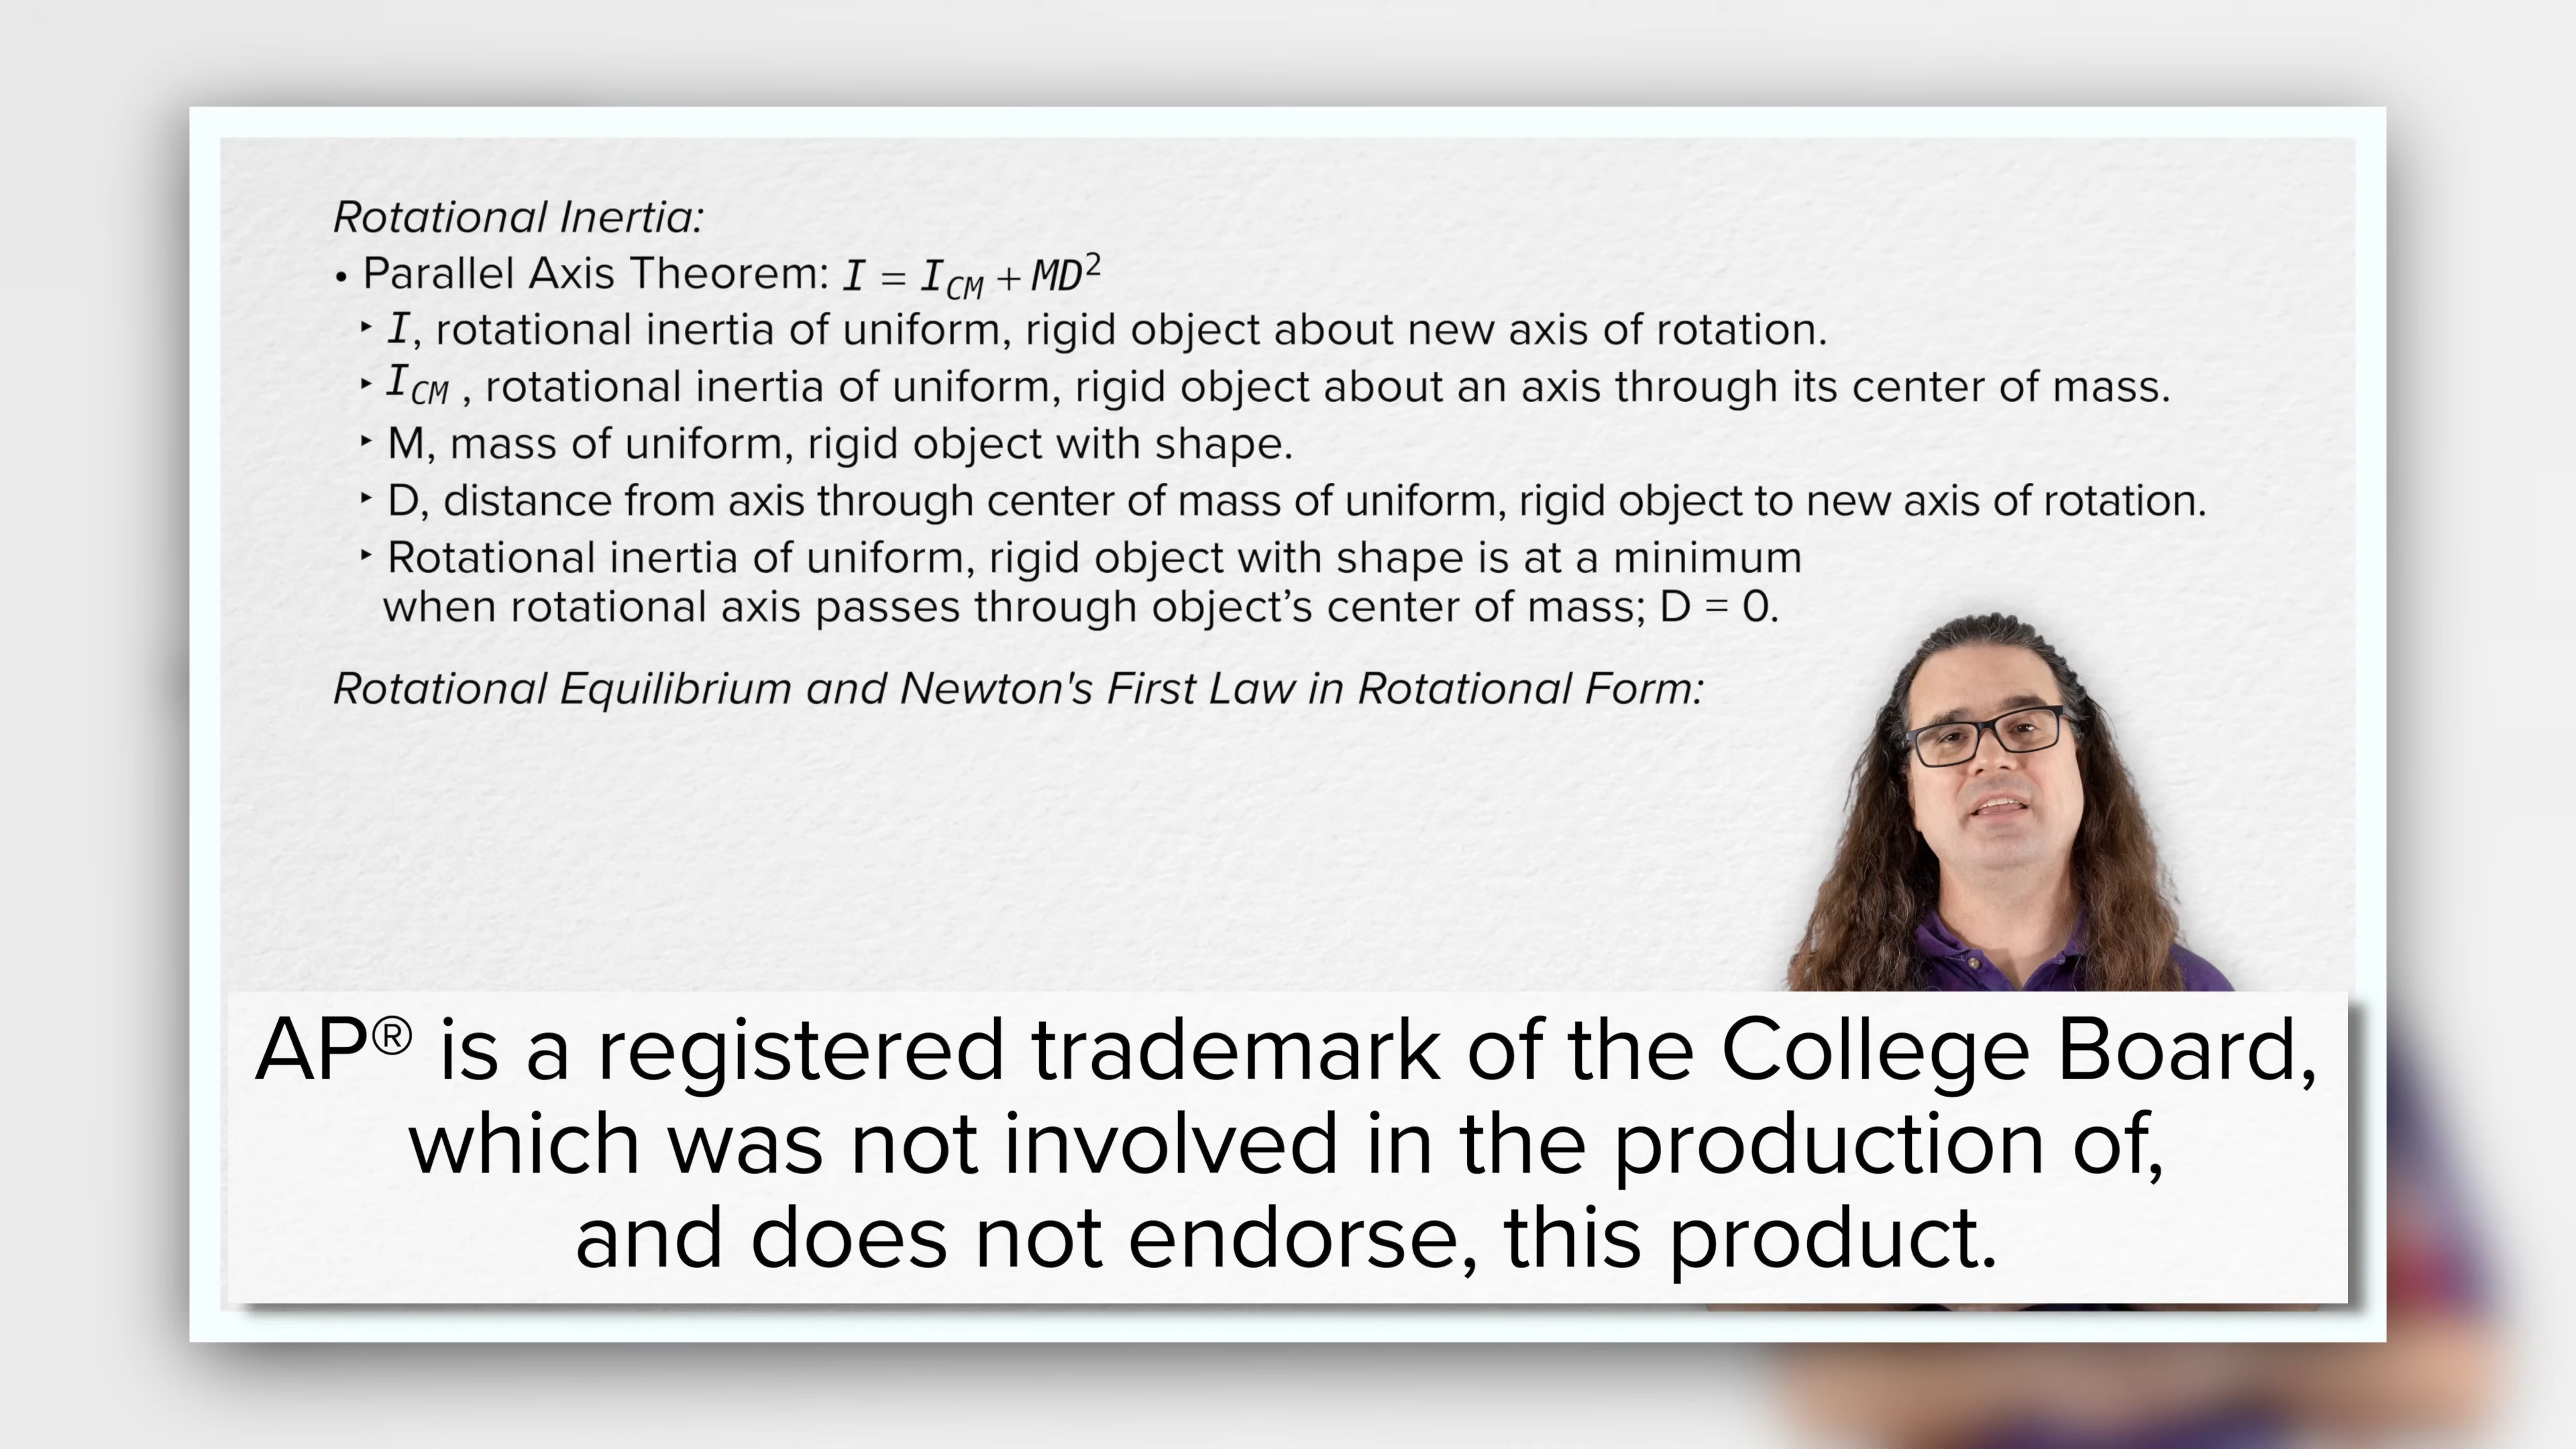 Rotational Inertia:
• Parallel Axis Theorem: I = I_CM + MD²
‣ I, rotational inertia of uniform, rigid object about new axis of rotation.
‣ I_CM , rotational inertia of uniform, rigid object about an axis through its center of mass.
‣ M, mass of uniform, rigid object with shape.
‣ D, distance from axis through center of mass of uniform, rigid object to new axis of rotation.
‣ Rotational inertia of uniform, rigid object with shape is at a minimum
when rotational axis passes through object’s center of mass; D = 0.
Rotational Equilibrium and Newton's First Law in Rotational Form:
AP® is a registered trademark of the College Board,
which was not involved in the production of,
and does not endorse, this product.